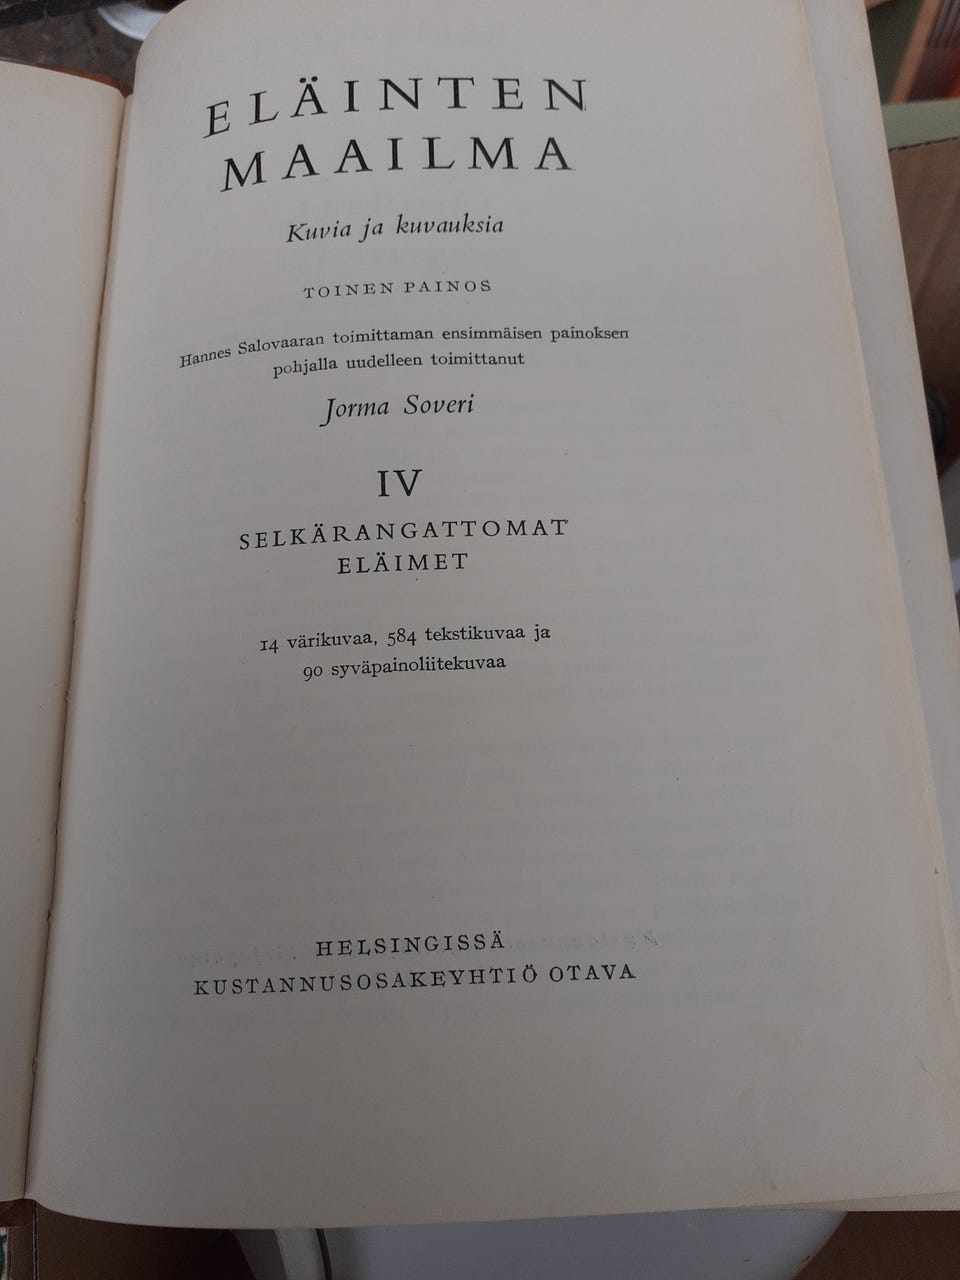 ELÄINTEN
MAAILMA
Kuvia ja kuvauksia
TOINEN PAINOS
Hannes Salovaaran toimittaman ensimmäisen painoksen
pohjalla uudelleen toimittanut
Jorma Soveri
IV
SELKÄRANGATTOMAT
ELÄIMET
14 värikuvaa, 584 tekstikuvaa ja
90 syväpainoliitekuvaa
HELSINGISSÄ
KUSTANNUSOSAKEYHTIÖ OTAVA